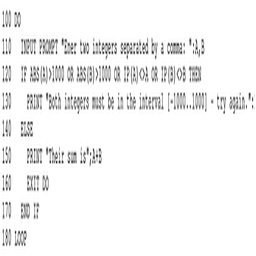 100 DO
110 INPUT PROMPT "Ener two integers separated by a comma: ":A,B
120 IF ABS(A)>1000 OR ABS(B)>1000 OR IP(A)<>A OR IP(B)<>B THEN
130 PRINT "Both integers must be in the interval [-1000..1000] - try again.":
140 ELSE
150 PRINT "Their sum is";A+B
160 EXIT DO
170 END IF
180 LOOP